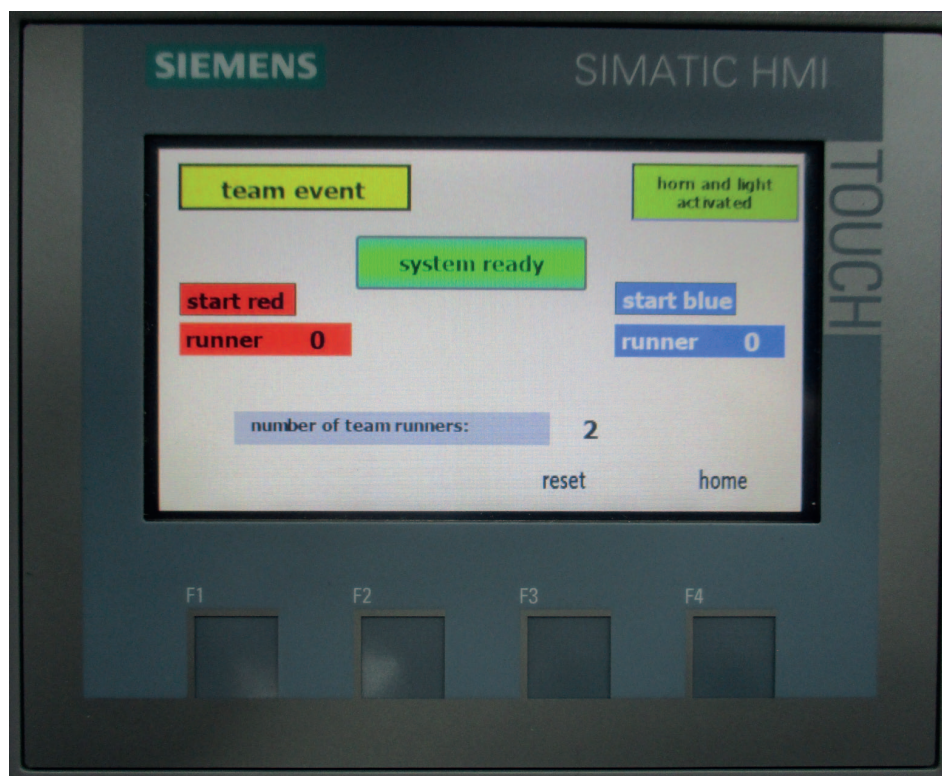 SIEMENS
SIMATIC HMI
TOUCH
team event
horn and light
activated
system ready
start red
start blue
runner 0
runner 0
number of team runners: 2
reset
home
F1
F2
F3
F4